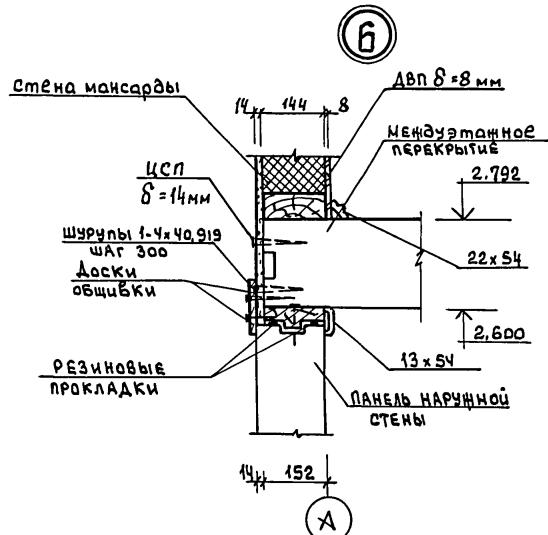 6
стена мансарды
14 144 8
ДВП δ=8 мм
МЕЖДУЭТАЖНОЕ
ПЕРЕКРЫТИЕ
ЦСП
δ=14мм
2,792
ШУРУПЫ 1-4х40,919
ШАГ 300
Доски
обшивки
22х54
2,600
РЕЗИНОВЫЕ
ПРОКЛАДКИ
13х54
ПАНЕЛЬ НАРУЖНОЙ
СТЕНЫ
14 152
А